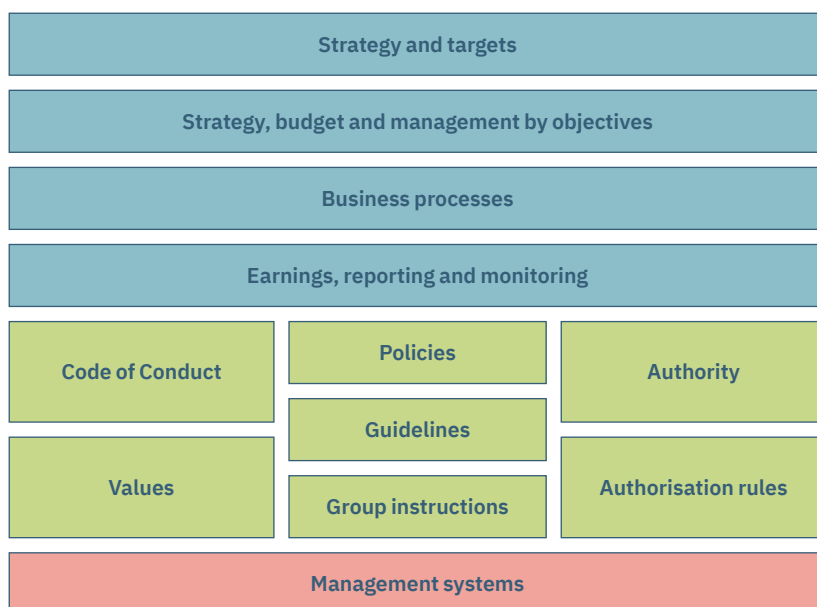 Strategy and targets
Strategy, budget and management by objectives
Business processes
Earnings, reporting and monitoring
Code of Conduct
Values
Policies
Guidelines
Group instructions
Authority
Authorisation rules
Management systems